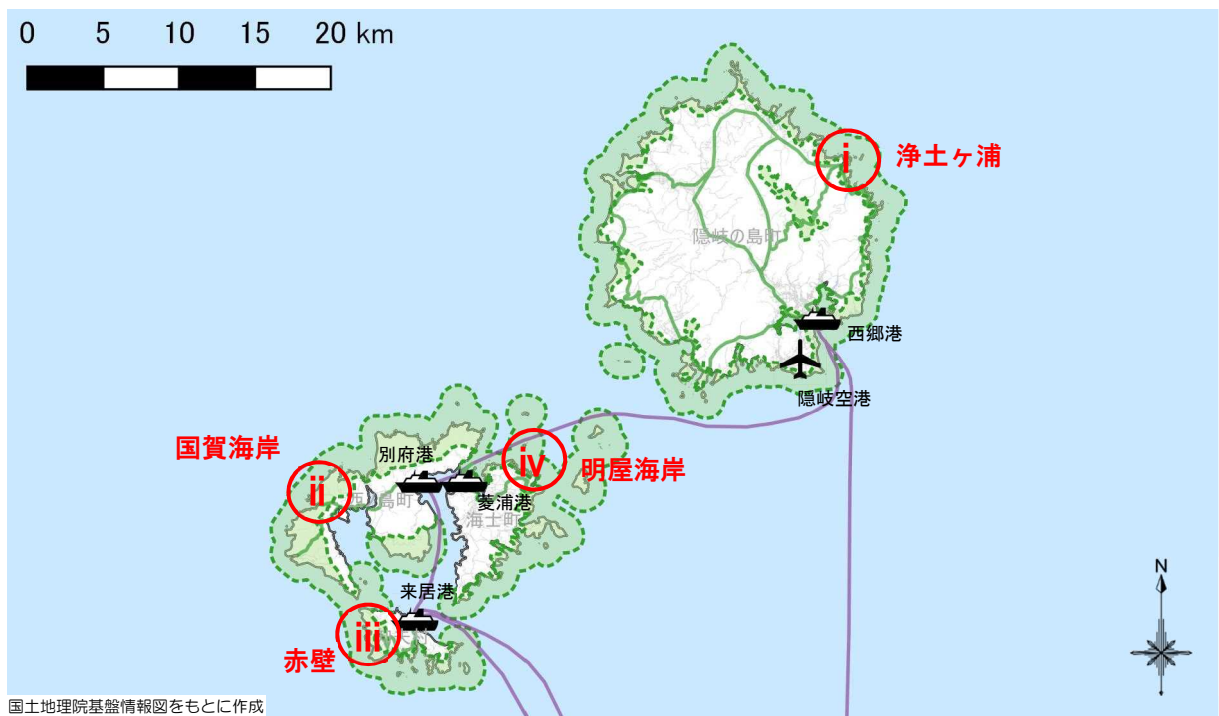 0 5 10 15 20 km
i
浄土ヶ浦
隠岐の島町
西郷港
隠岐空港
国賀海岸
別府港
iv
明屋海岸
ii
菱浦港
海士町
来居港
iii
赤壁
N
国土地理院基盤情報図をもとに作成